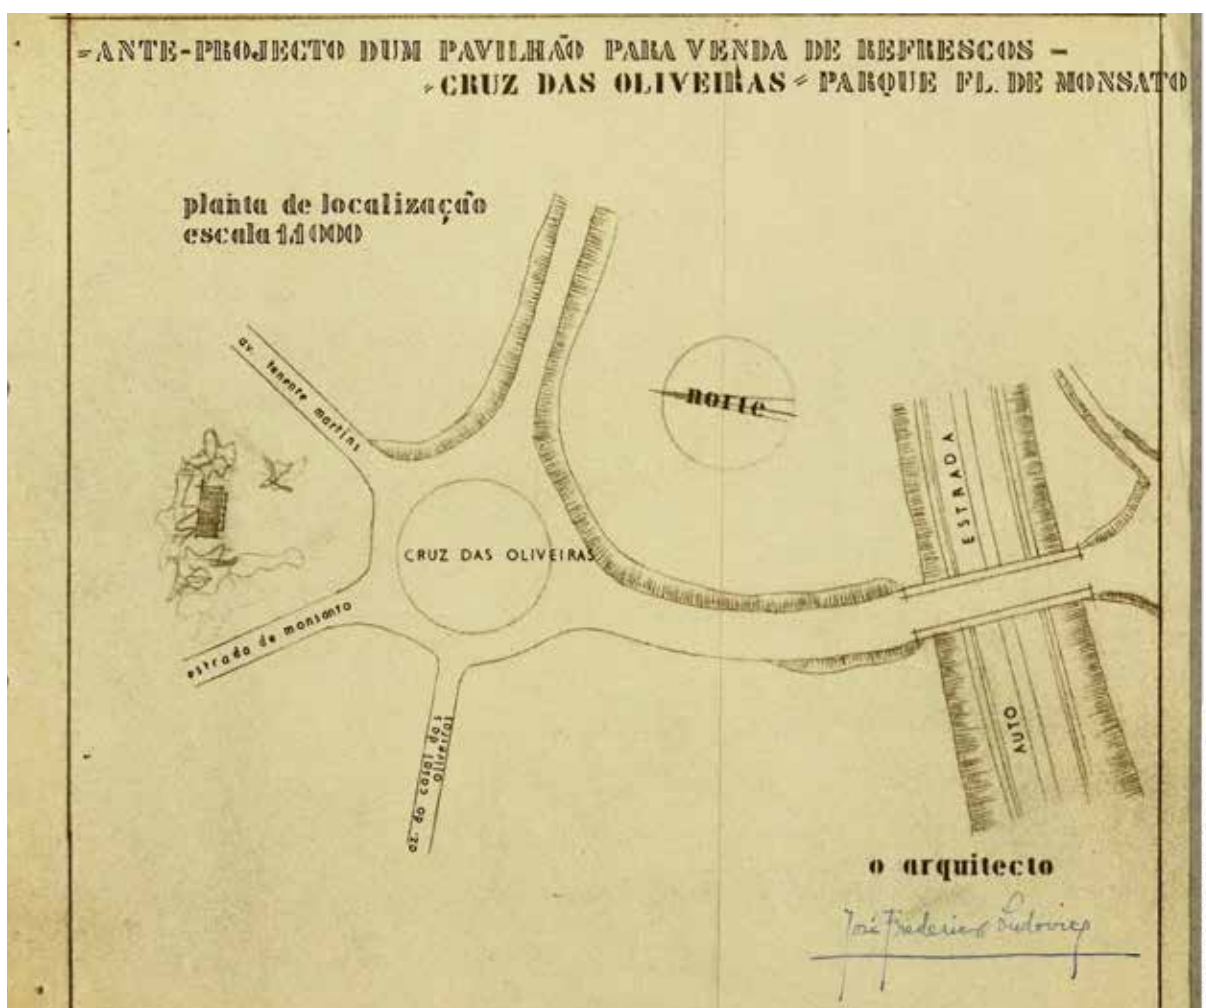 =ANTE-PROJECTO DUM PAVILHÃO PARA VENDA DE REFRESCOS –
=CRUZ DAS OLIVEIRAS= PARQUE FL. DE MONSATO
planta de localização
escala 1.1000
av. tenente martins
norte
ESTRADA
CRUZ DAS OLIVEIRAS
estrada de monsanto
az. do casal das
oliveiras
AUTO
o arquitecto
José Frederico Ludovice